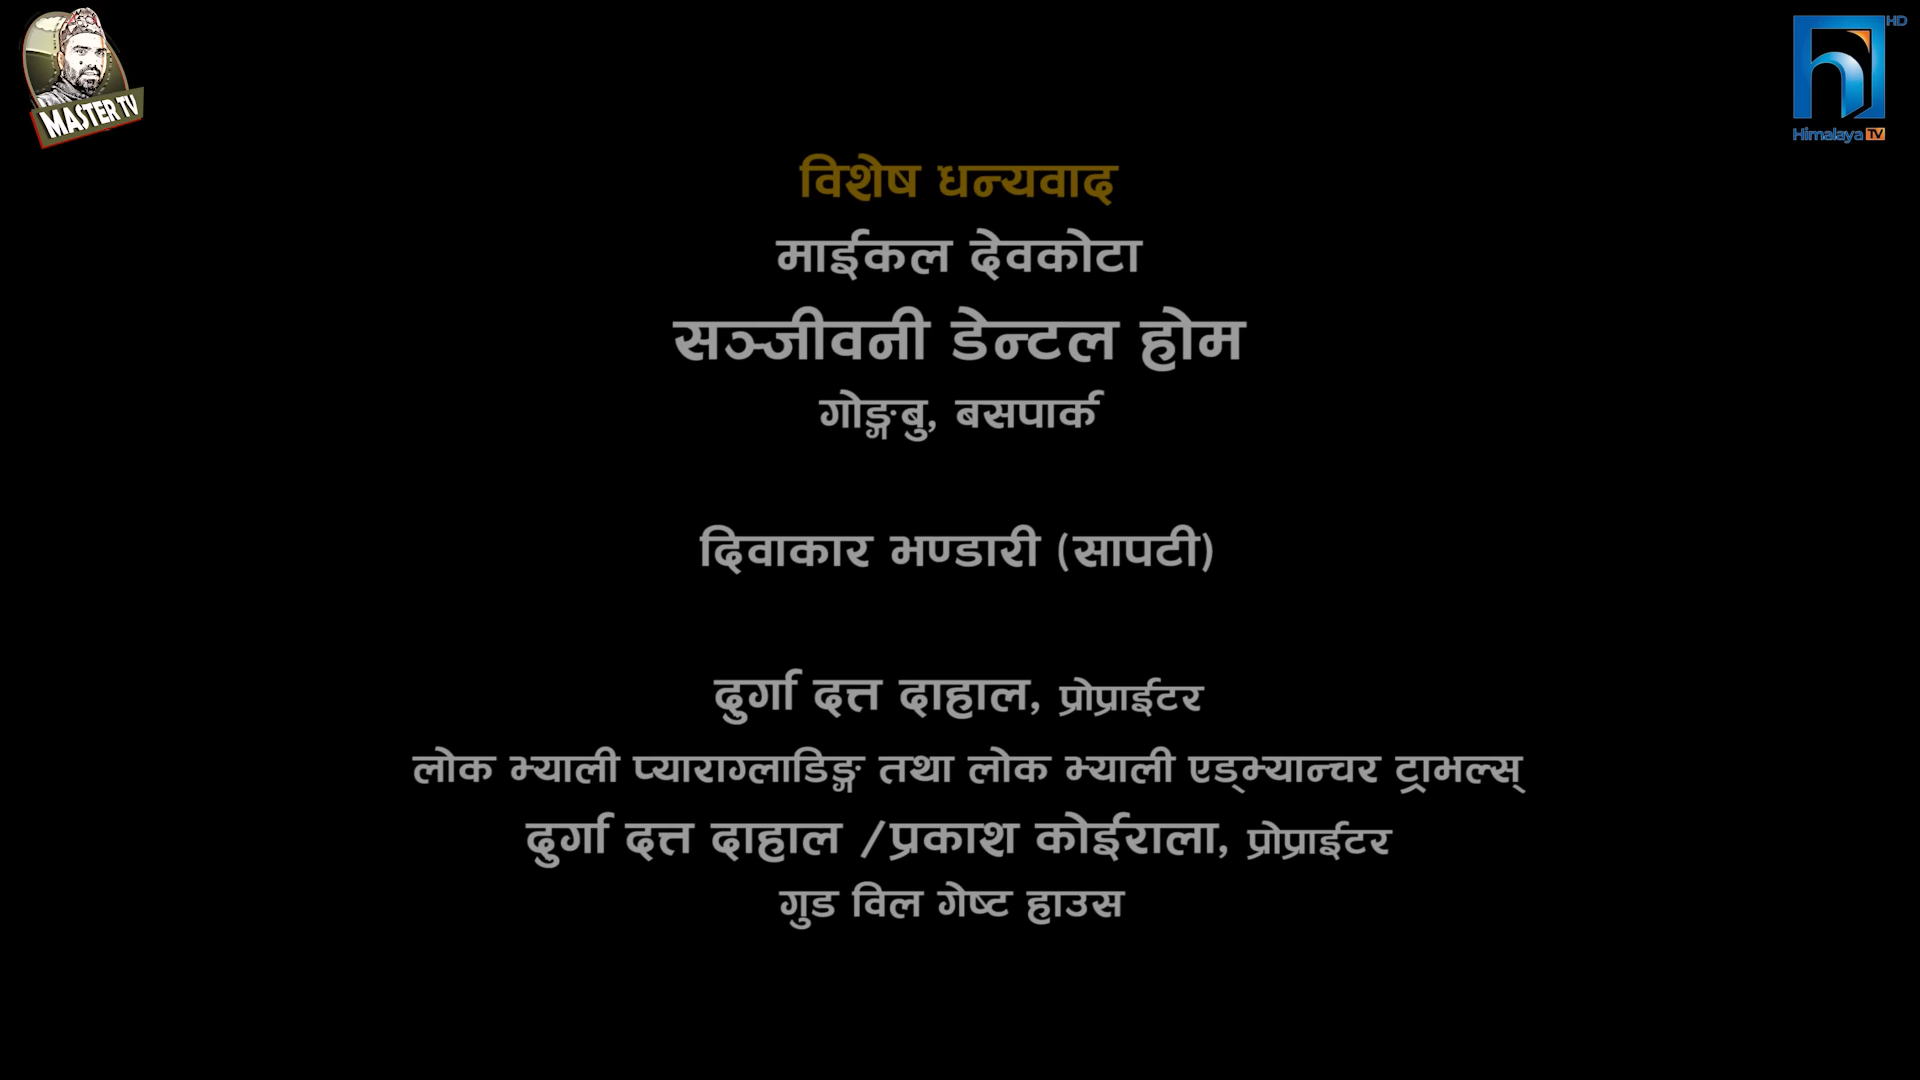 MASTER TV
HD
Himalaya TV
विशेष धन्यवाद
माईकल देवकोटा
सञ्जीवनी डेन्टल होम
गोङ्गबु, बसपार्क
दिवाकार भण्डारी (सापटी)
दुर्गा दत्त दाहाल, प्रोप्राईटर
लोक भ्याली प्याराग्लाडिङ्ग तथा लोक भ्याली एड्भ्यान्चर ट्राभल्स्
दुर्गा दत्त दाहाल /प्रकाश कोईराला, प्रोप्राईटर
गुड विल गेष्ट हाउस